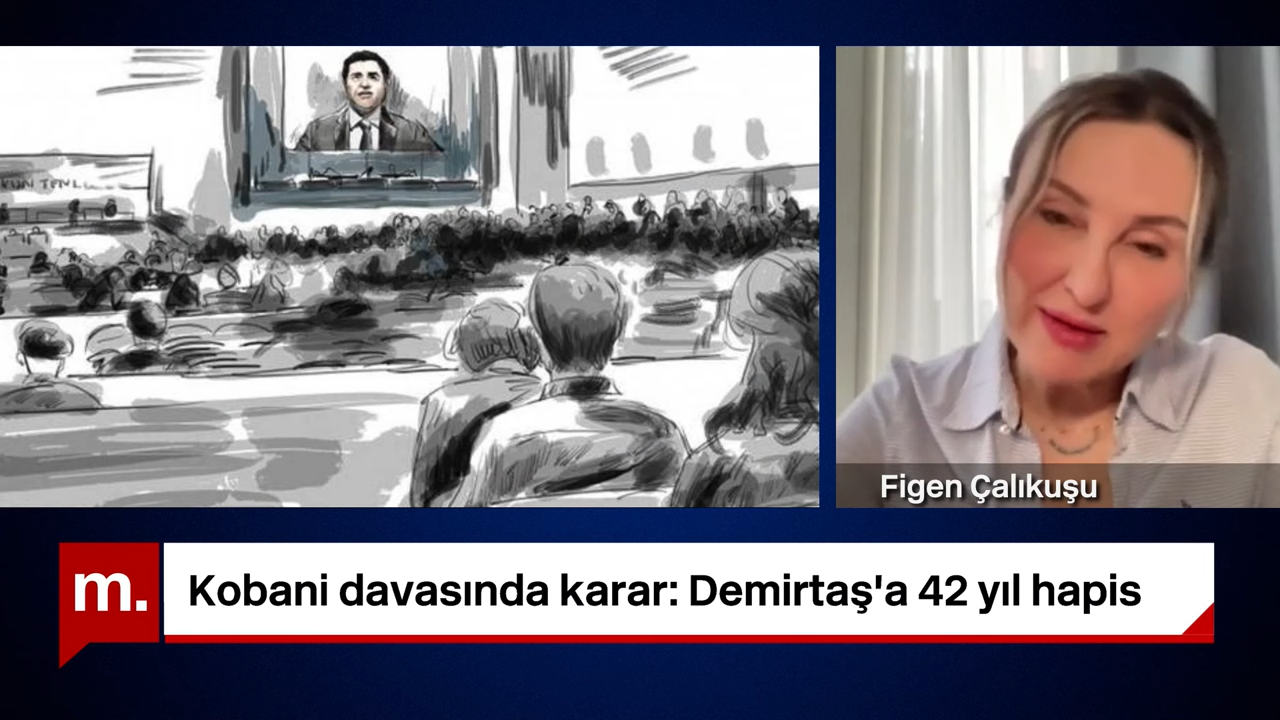 Figen Çalıkuşu
m.
Kobani davasında karar: Demirtaş'a 42 yıl hapis